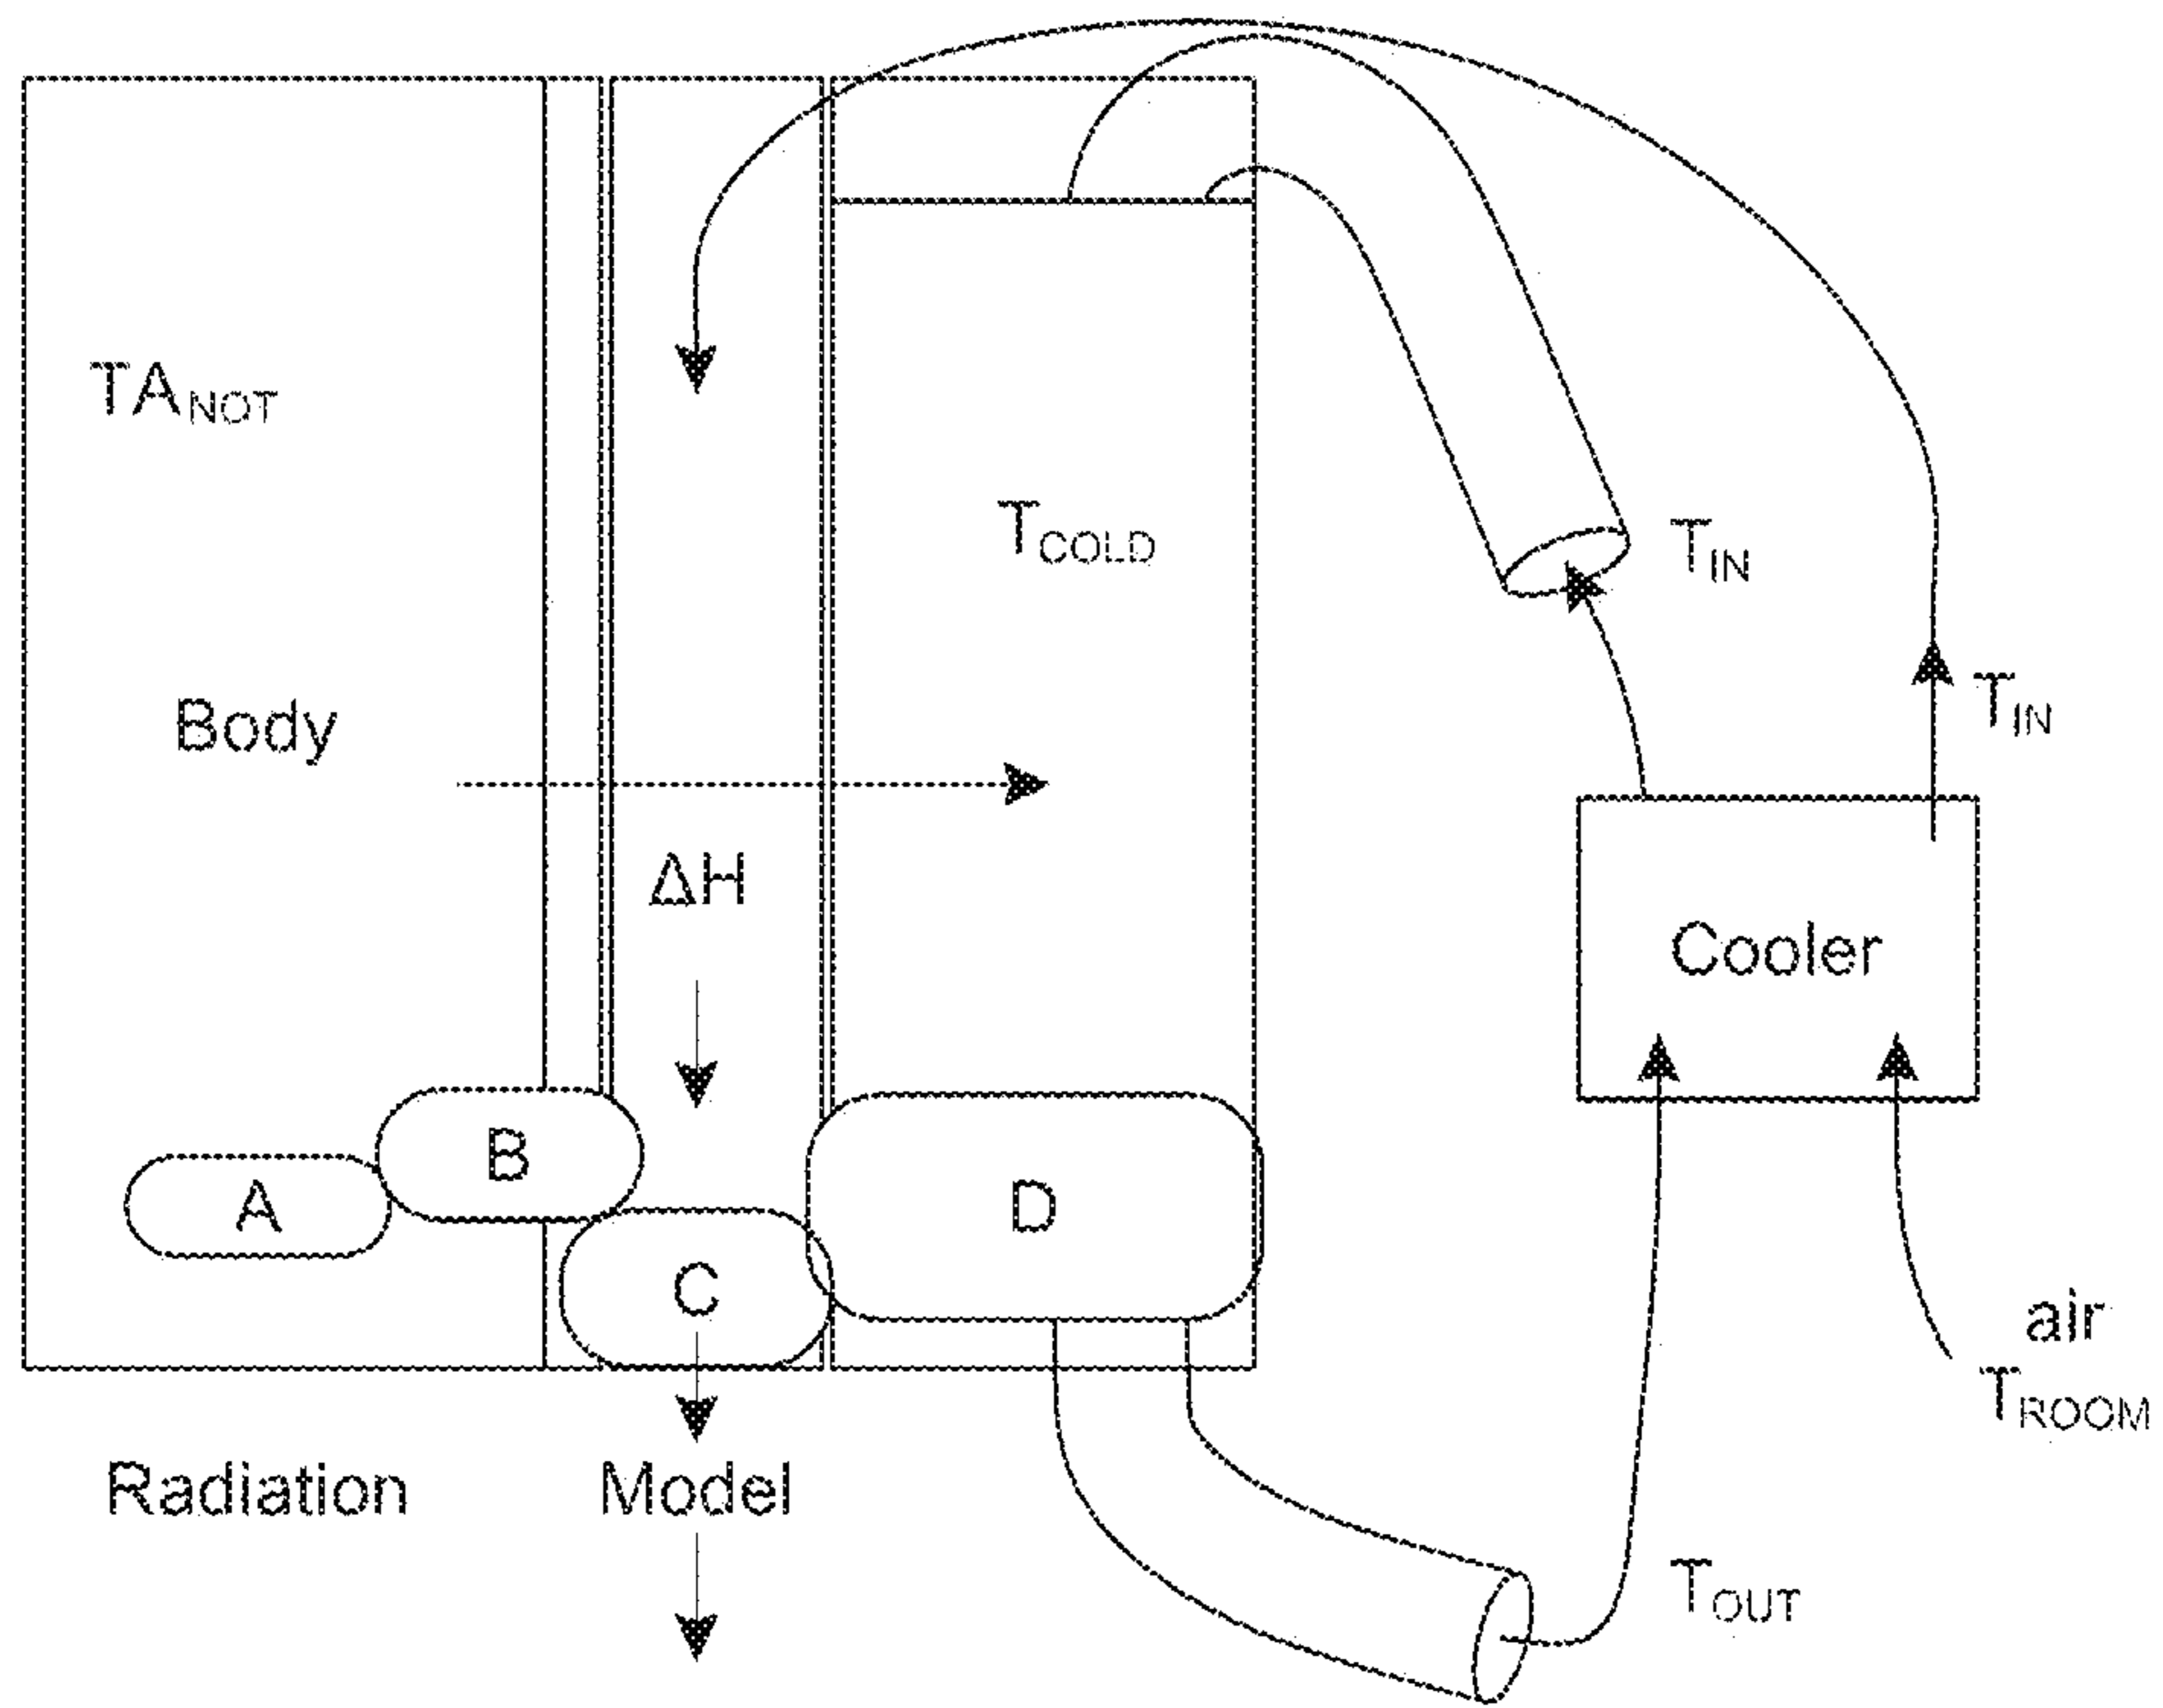 TANOT
TCOLD
TIN
Body
TIN
ΔH
Cooler
B
A
D
C
air
TROOM
Radiation Model
TOUT